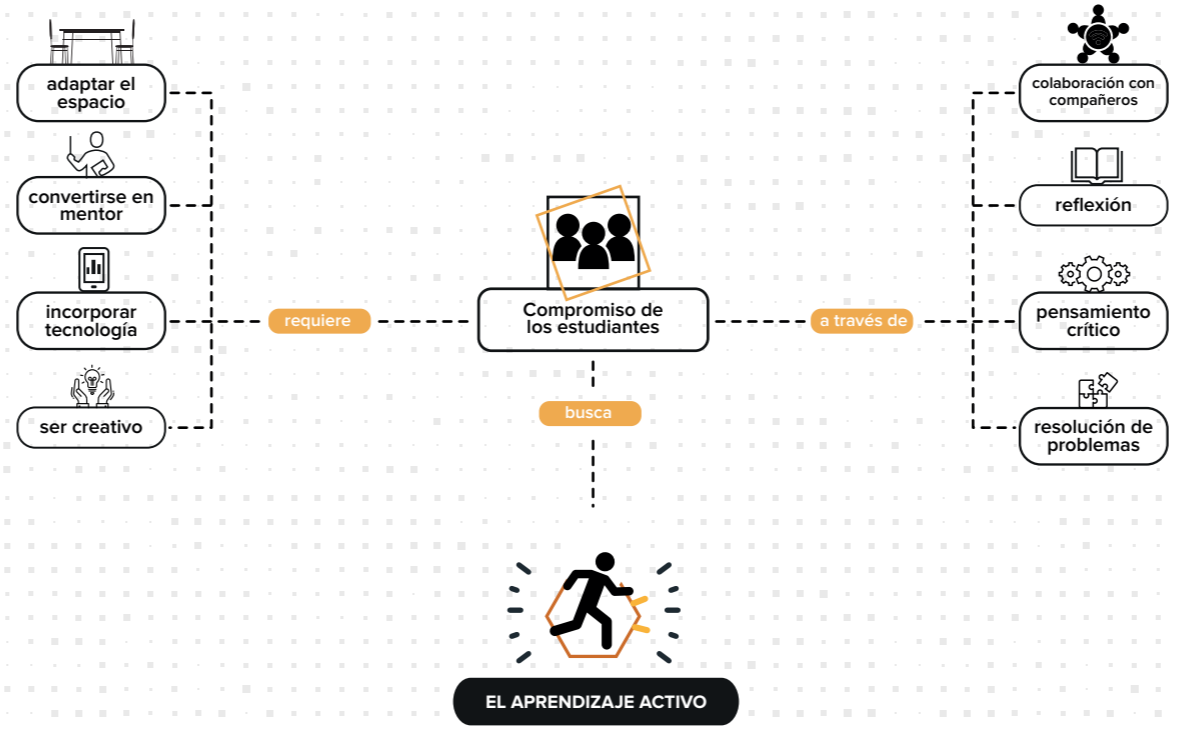 adaptar el
espacio
convertirse en
mentor
incorporar
tecnología
ser creativo
requiere
Compromiso de
los estudiantes
busca
a través de
colaboración con
compañeros
reflexión
pensamiento
crítico
resolución de
problemas
EL APRENDIZAJE ACTIVO